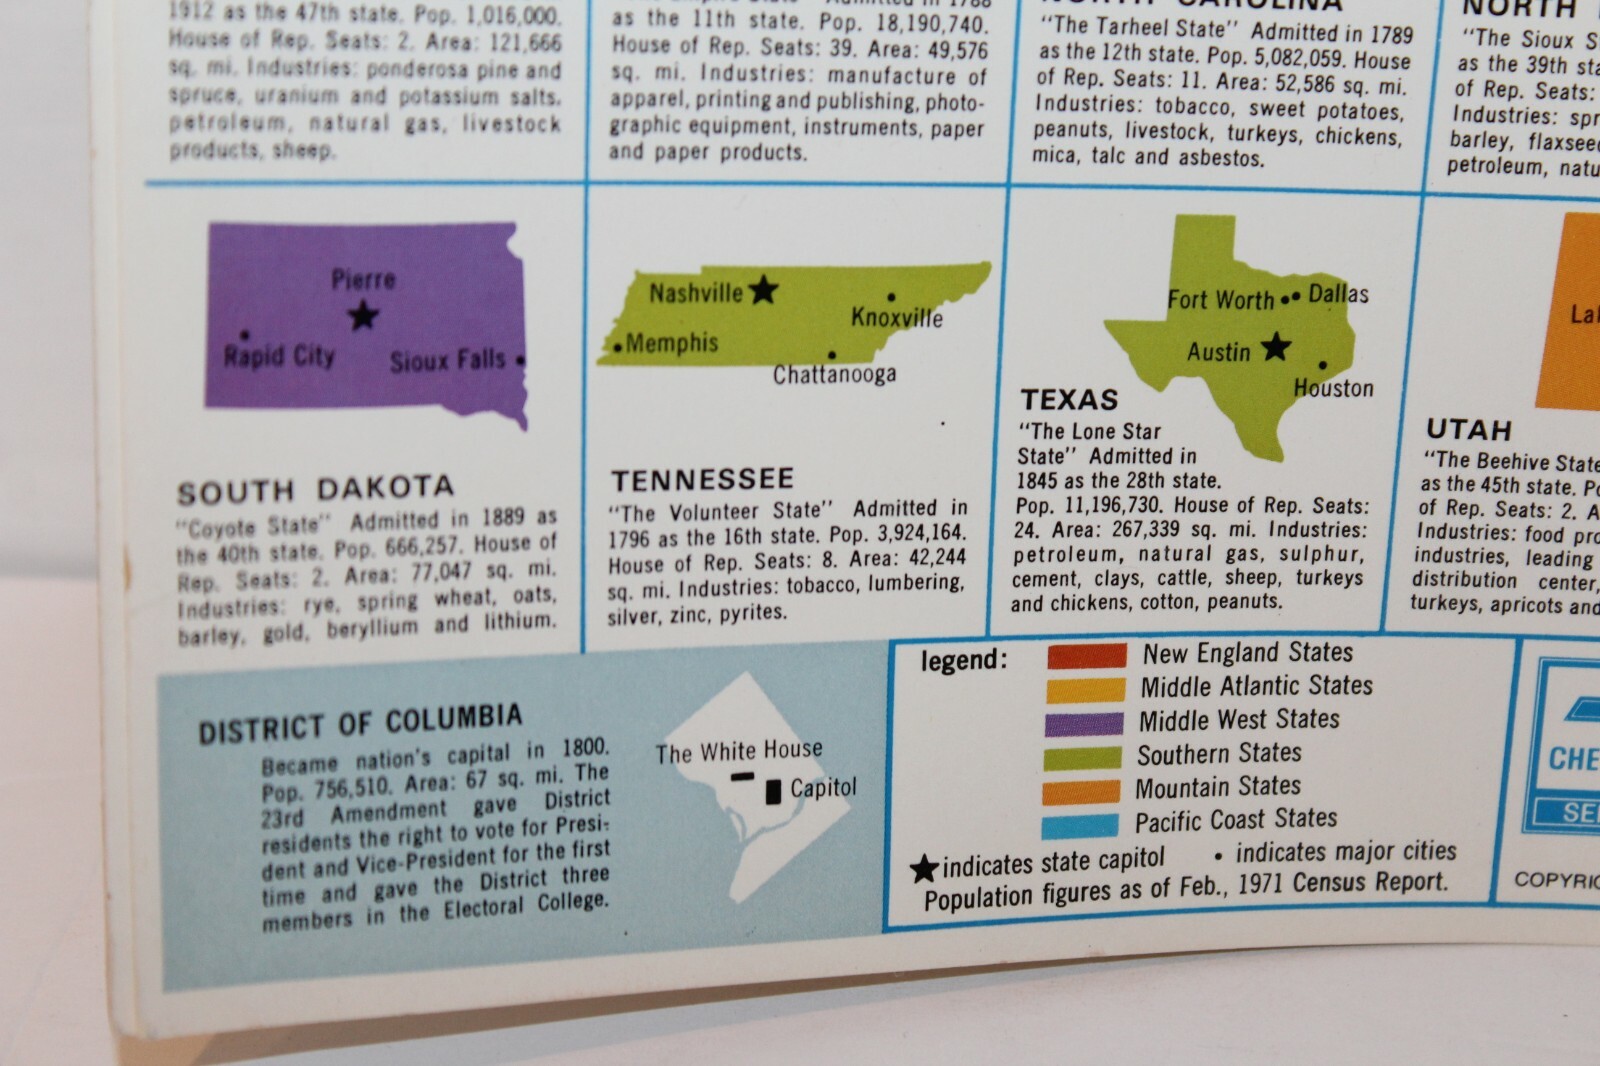 1912 as the 47th state. Pop. 1,016,000.
House of Rep. Seats: 2. Area: 121,666
sq. mi. Industries: ponderosa pine and
spruce, uranium and potassium salts.
petroleum, natural gas, livestock
products, sheep.
as the 11th state. Pop. 18,190,740.
House of Rep. Seats: 39. Area: 49,576
sq. mi. Industries: manufacture of
apparel, printing and publishing, photo-
graphic equipment, instruments, paper
and paper products.
NORTH CAROLINA
"The Tarheel State" Admitted in 1789
as the 12th state. Pop. 5,082,059. House
of Rep. Seats: 11. Area: 52,586 sq. mi.
Industries: tobacco, sweet potatoes,
peanuts, livestock, turkeys, chickens,
mica, talc and asbestos.
NORTH
"The Sioux S
as the 39th sta
of Rep. Seats:
Industries: spr
barley, flaxseed
petroleum, natu
Pierre
Rapid City
Sioux Falls
SOUTH DAKOTA
"Coyote State" Admitted in 1889 as
the 40th state. Pop. 666,257. House of
Rep. Seats: 2. Area: 77,047 sq. mi.
Industries: rye, spring wheat, oats,
barley, gold, beryllium and lithium.
Nashville
Knoxville
Memphis
Chattanooga
TENNESSEE
"The Volunteer State" Admitted in
1796 as the 16th state. Pop. 3,924,164.
House of Rep. Seats: 8. Area: 42,244
sq. mi. Industries: tobacco, lumbering,
silver, zinc, pyrites.
Fort Worth
Dallas
Austin
Houston
TEXAS
"The Lone Star
State" Admitted in
1845 as the 28th state.
Pop. 11,196,730. House of Rep. Seats:
24. Area: 267,339 sq. mi. Industries:
petroleum, natural gas, sulphur,
cement, clays, cattle, sheep, turkeys
and chickens, cotton, peanuts.
UTAH
"The Beehive State
as the 45th state. Po
of Rep. Seats: 2. A
Industries: food pro
industries, leading
distribution center,
turkeys, apricots and
DISTRICT OF COLUMBIA
Became nation's capital in 1800.
Pop. 756,510. Area: 67 sq. mi. The
23rd Amendment gave District
residents the right to vote for Presi-
dent and Vice-President for the first
time and gave the District three
members in the Electoral College.
The White House
Capitol
legend:
New England States
Middle Atlantic States
Middle West States
Southern States
Mountain States
Pacific Coast States
★ indicates state capitol • indicates major cities
Population figures as of Feb., 1971 Census Report.
CHE
SE
COPYRIG